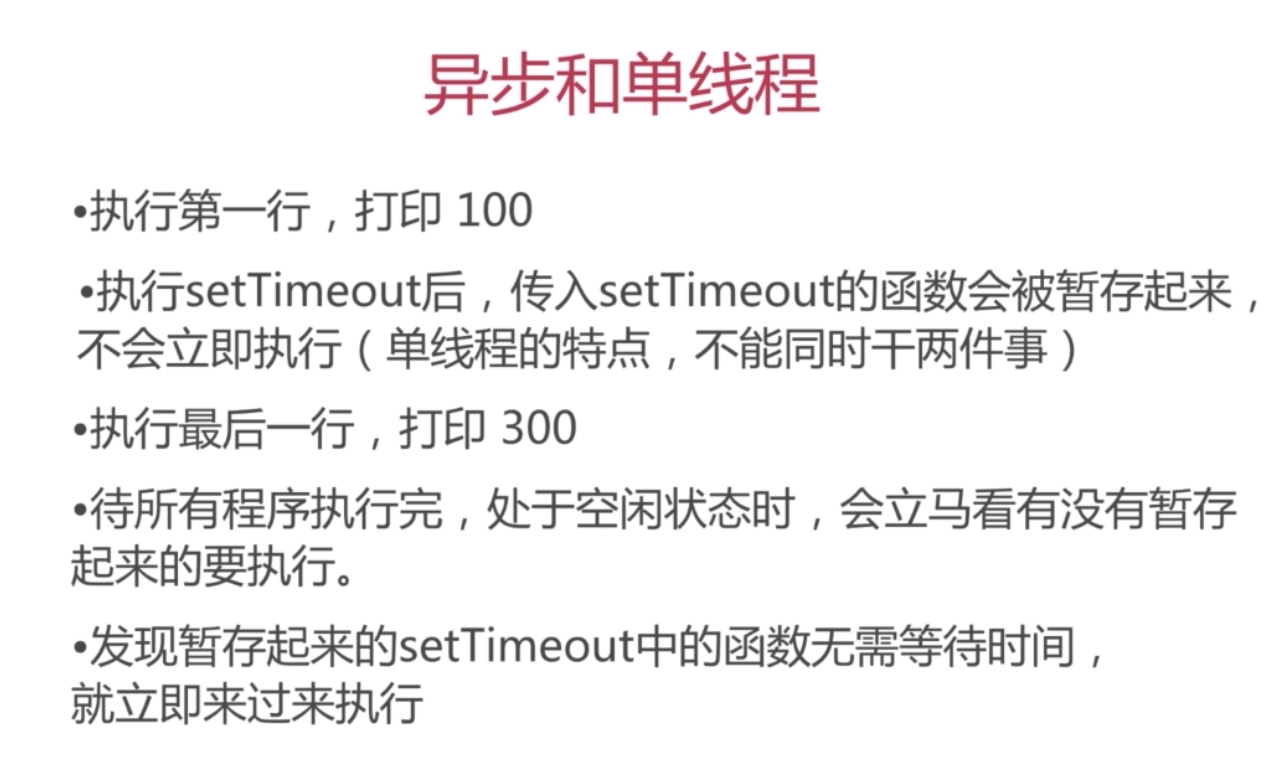 异步和单线程
•执行第一行，打印 100
•执行setTimeout后，传入setTimeout的函数会被暂存起来，
不会立即执行（单线程的特点，不能同时干两件事）
•执行最后一行，打印 300
•待所有程序执行完，处于空闲状态时，会立马看有没有暂存
起来的要执行。
•发现暂存起来的setTimeout中的函数无需等待时间，
就立即来过来执行